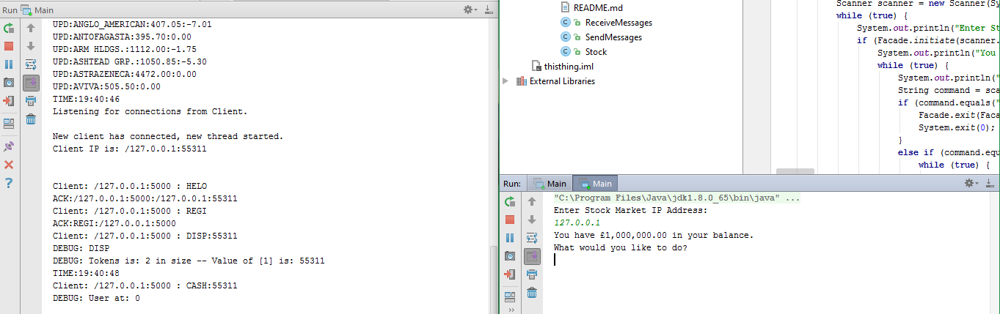 Run Main
UPD:ANGLO_AMERICAN:407.05:-7.01
UPD:ANTOFAGASTA:395.70:0.00
UPD:ARM HLDGS.:1112.00:-1.75
UPD:ASHTEAD GRP.:1050.85:-5.30
UPD:ASTRAZENECA:4472.00:0.00
UPD:AVIVA:505.50:0.00
TIME:19:40:46
Listening for connections from Client.
New client has connected, new thread started.
Client IP is: /127.0.0.1:55311
Client: /127.0.0.1:5000 : HELO
ACK:/127.0.0.1:5000:/127.0.0.1:55311
Client: /127.0.0.1:5000 : REGI
ACK:REGI:/127.0.0.1:5000
Client: /127.0.0.1:5000 : DISP:55311
DEBUG: DISP
DEBUG: Tokens is: 2 in size -- Value of [1] is: 55311
TIME:19:40:48
Client: /127.0.0.1:5000 : CASH:55311
DEBUG: User at: 0
README.md
ReceiveMessages
SendMessages
Stock
thisthing.iml
External Libraries
Scanner scanner = new Scanner(Sy
while (true) {
System.out.println("Enter St
if (Facade.initiate(scanner.
System.out.println("You
while (true) {
System.out.println("
String command = sca
if (command.equals("
Facade.exit(Faca
System.exit(0);
}
else if (command.equ
while (true) {
Run: Main Main
"C:\Program Files\Java\jdk1.8.0_65\bin\java" ...
Enter Stock Market IP Address:
127.0.0.1
You have £1,000,000.00 in your balance.
What would you like to do?